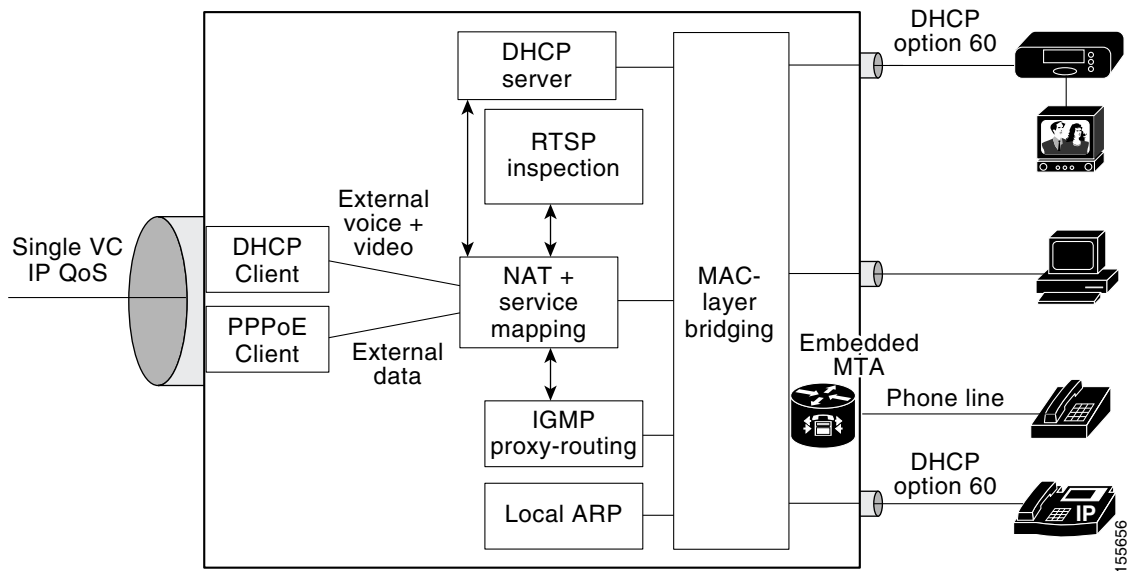 DHCP
option 60
DHCP
server
RTSP
inspection
External
voice +
video
Single VC
IP QoS
DHCP
Client
NAT +
service
mapping
MAC-
layer
bridging
PPPoE
Client
External
data
Embedded
MTA
Phone line
IGMP
proxy-routing
DHCP
option 60
Local ARP
IP
155656